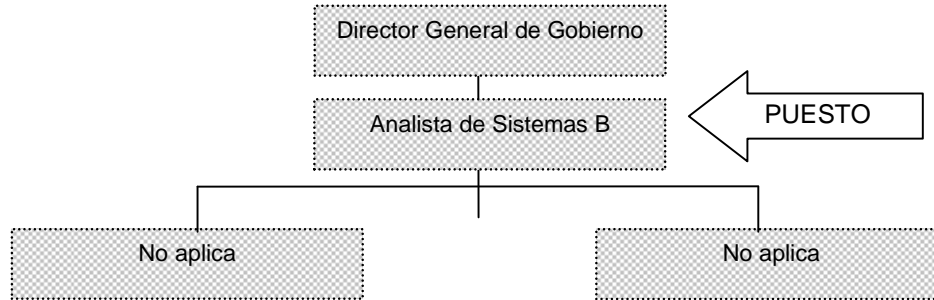 Director General de Gobierno
Analista de Sistemas B
PUESTO
No aplica
No aplica